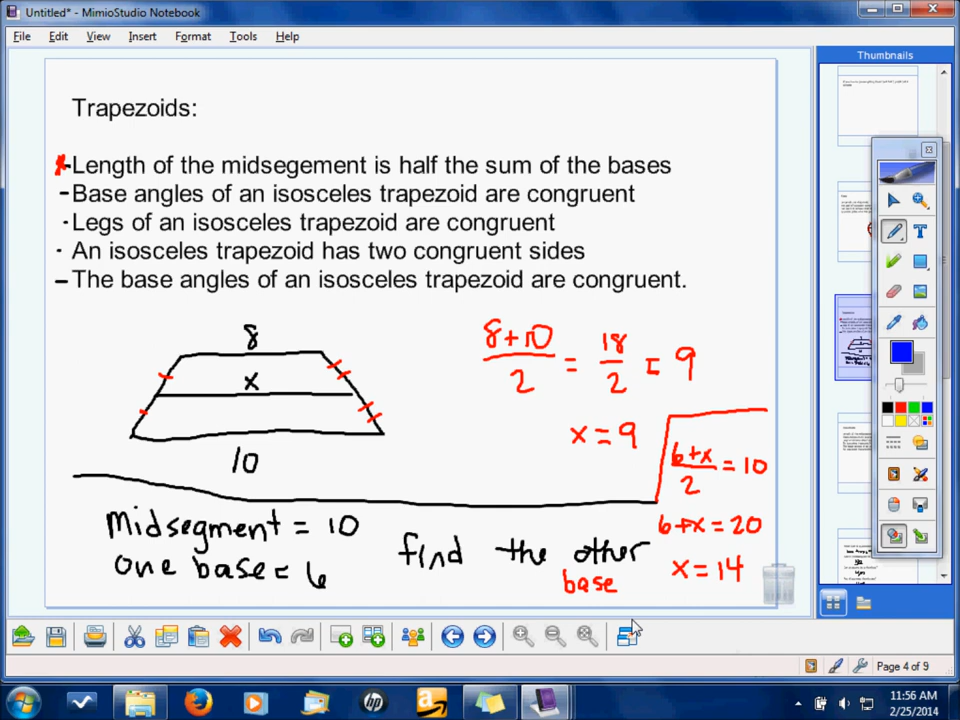 Untitled* - MimioStudio Notebook
File Edit View Insert Format Tools Help
Thumbnails
Trapezoids:
-Length of the midsegement is half the sum of the bases
-Base angles of an isosceles trapezoid are congruent
·Legs of an isosceles trapezoid are congruent
· An isosceles trapezoid has two congruent sides
-The base angles of an isosceles trapezoid are congruent.
8
x
10
8+10/2 = 18/2 = 9
x = 9
Midsegment = 10
one base = 6
find the other
base
6+x/2 = 10
6+x = 20
x = 14
Page 4 of 9
hp
11:56 AM
2/25/2014